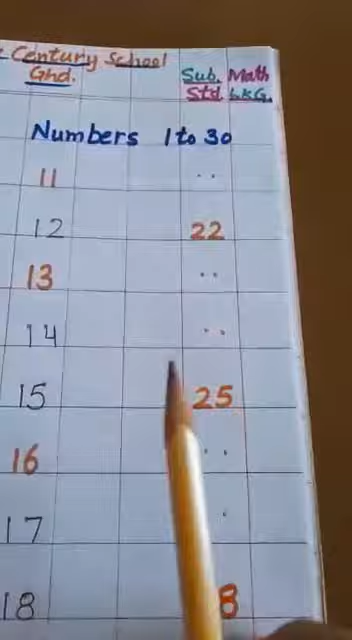 Century School
Ghd.
Sub. Math
Std L.K.G.
Numbers 1 to 30
11 ..
12 22
13 ..
14 ..
15 25
16 ..
17 .
18 8